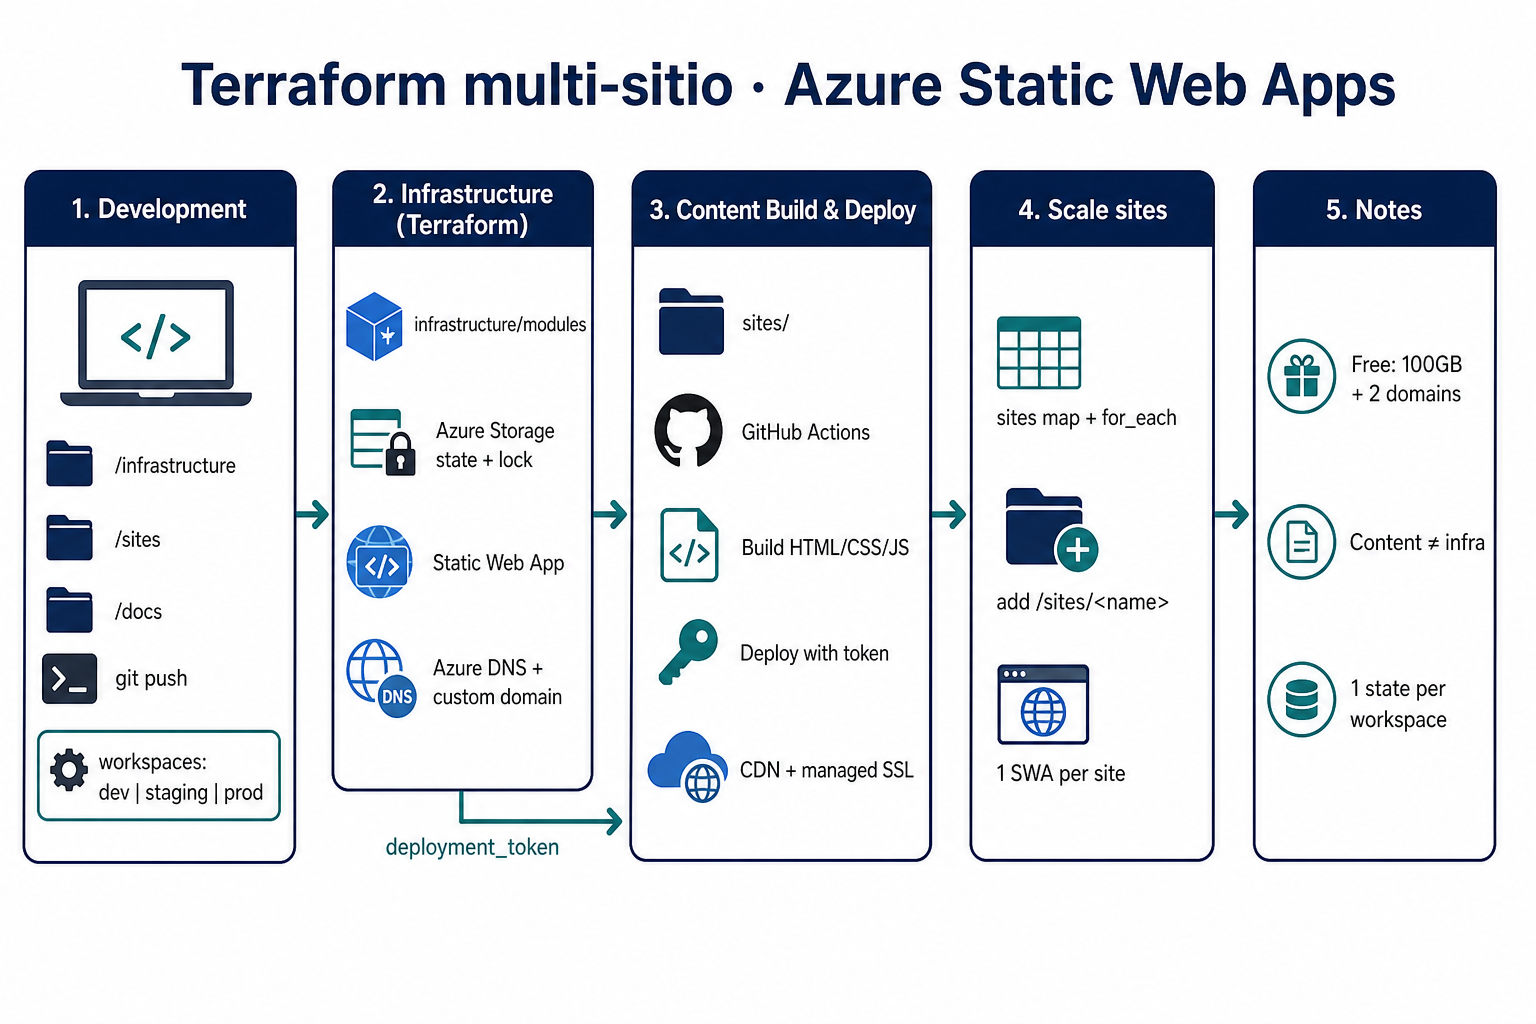 Terraform multi-sitio · Azure Static Web Apps
1. Development
</>
/infrastructure
/sites
/docs
>_
git push
workspaces:
dev | staging | prod
2. Infrastructure
(Terraform)
infrastructure/modules
Azure Storage
state + lock
</>
Static Web App
DNS
Azure DNS +
custom domain
deployment_token
3. Content Build & Deploy
sites/
GitHub Actions
</>
Build HTML/CSS/JS
Deploy with token
CDN + managed SSL
4. Scale sites
sites map + for_each
add /sites/<name>
1 SWA per site
5. Notes
Free: 100GB
+ 2 domains
Content ≠ infra
1 state per
workspace